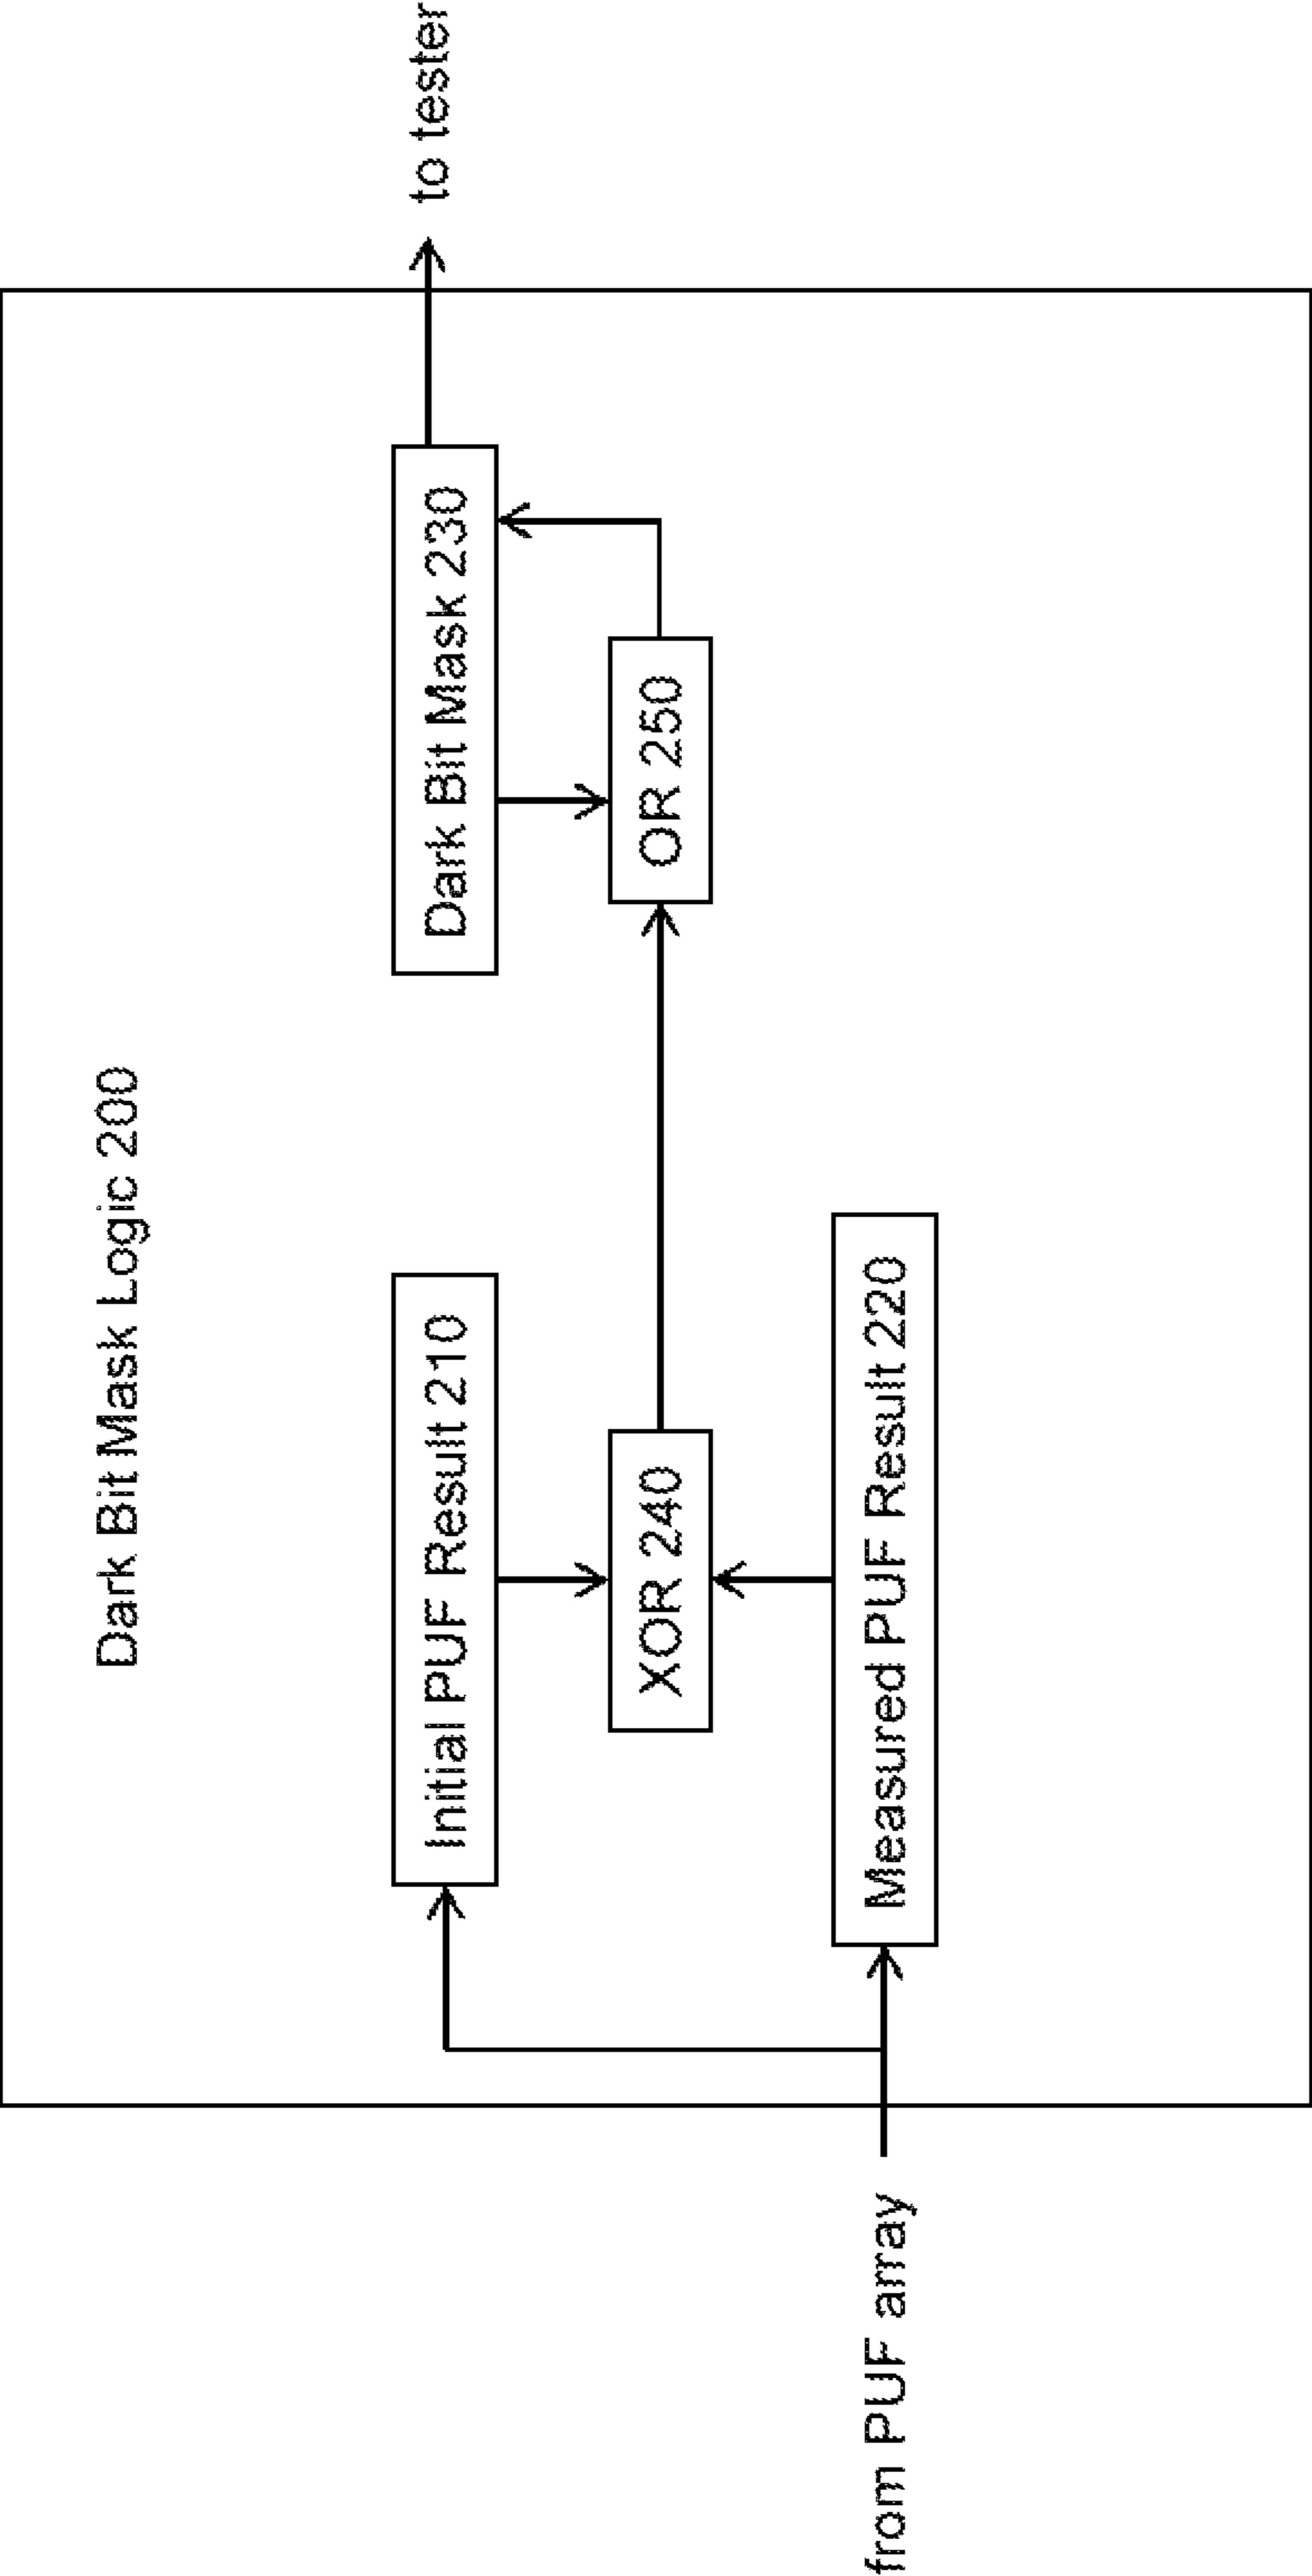 Dark Bit Mask Logic 200
from PUF array
Initial PUF Result 210
Measured PUF Result 220
XOR 240
OR 250
Dark Bit Mask 230
to tester